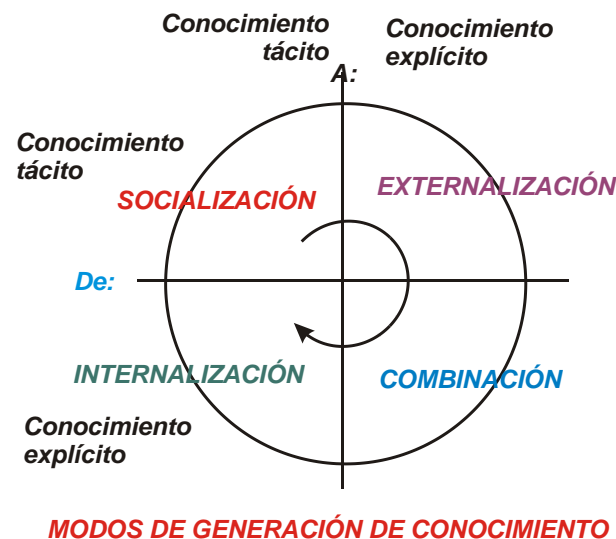 Conocimiento
tácito
Conocimiento
explícito
A:
Conocimiento
tácito
SOCIALIZACIÓN
EXTERNALIZACIÓN
De:
INTERNALIZACIÓN
COMBINACIÓN
Conocimiento
explícito
MODOS DE GENERACIÓN DE CONOCIMIENTO